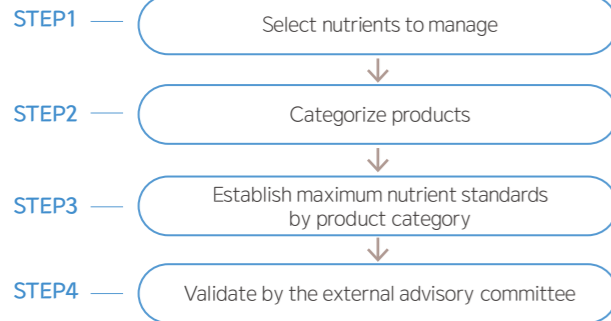 STEP1
Select nutrients to manage
STEP2
Categorize products
STEP3
Establish maximum nutrient standards
by product category
STEP4
Validate by the external advisory committee